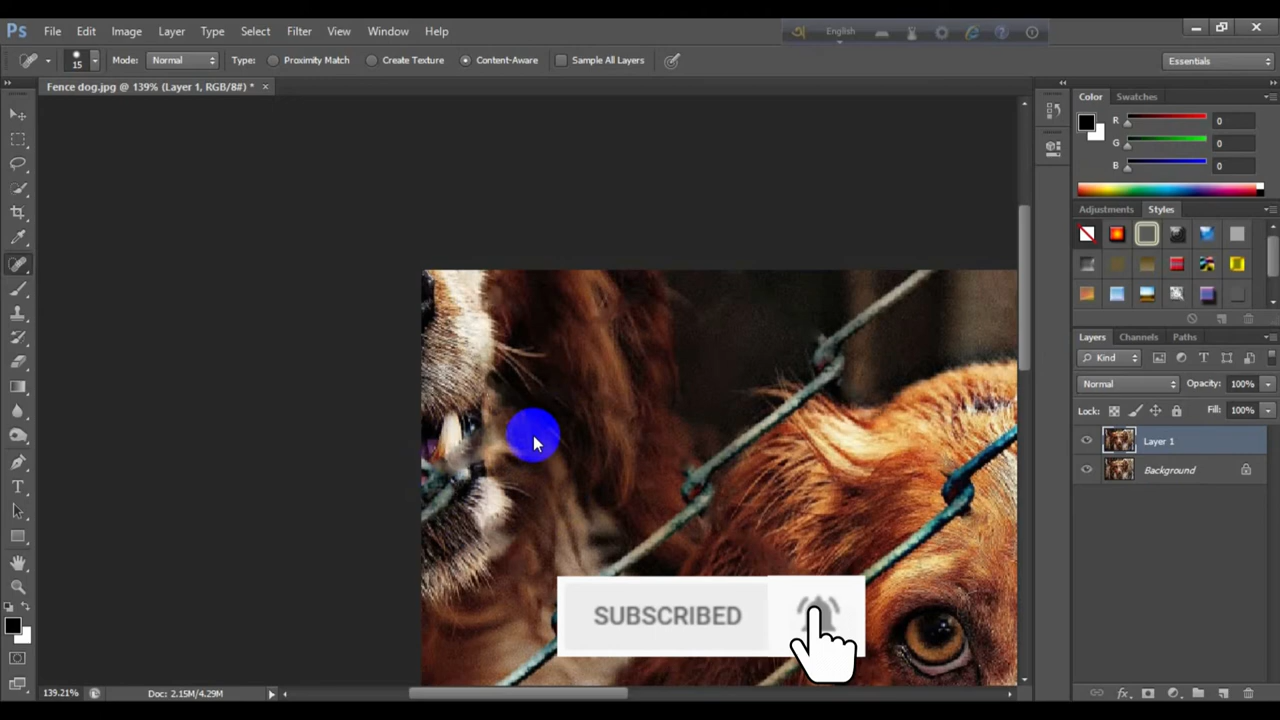 Ps File Edit Image Layer Type Select Filter View Window Help
English
15 Mode: Normal Type: Proximity Match Create Texture Content-Aware Sample All Layers Essentials
Fence dog.jpg @ 139% (Layer 1, RGB/8#) * ×
Color Swatches
R 0
G 0
B 0
Adjustments Styles
Layers Channels Paths
Kind
Normal Opacity: 100%
Lock: Fill: 100%
Layer 1
Background
SUBSCRIBED
139.21% Doc: 2.15M/4.29M